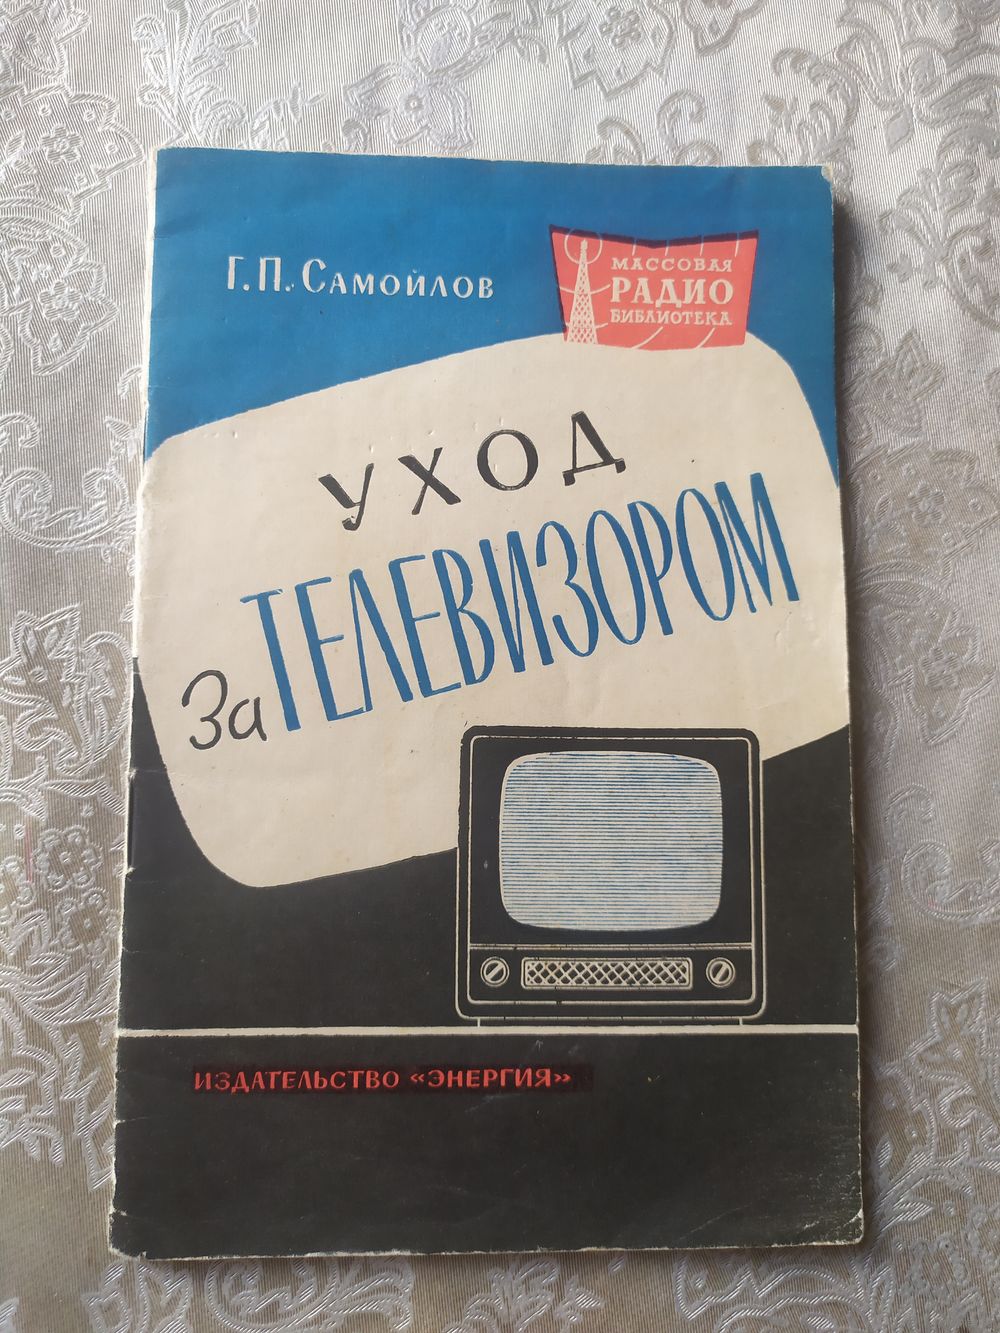 Г.П. Самойлов
МАССОВАЯ
РАДИО
БИБЛИОТЕКА
УХОД
За ТЕЛЕВИЗОРОМ
ИЗДАТЕЛЬСТВО «ЭНЕРГИЯ»